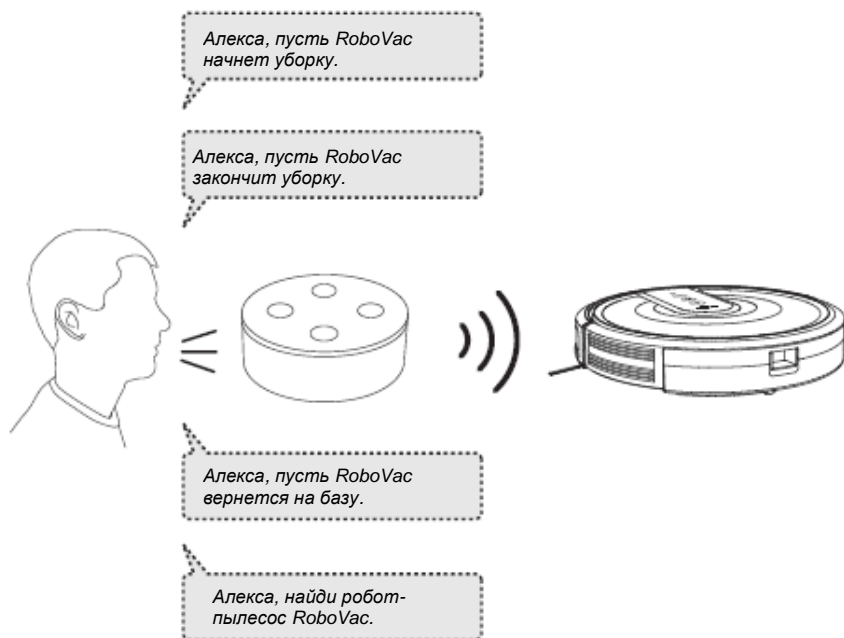 Алекса, пусть RoboVac
начнет уборку.
Алекса, пусть RoboVac
закончит уборку.
Алекса, пусть RoboVac
вернется на базу.
Алекса, найди робот-
пылесос RoboVac.